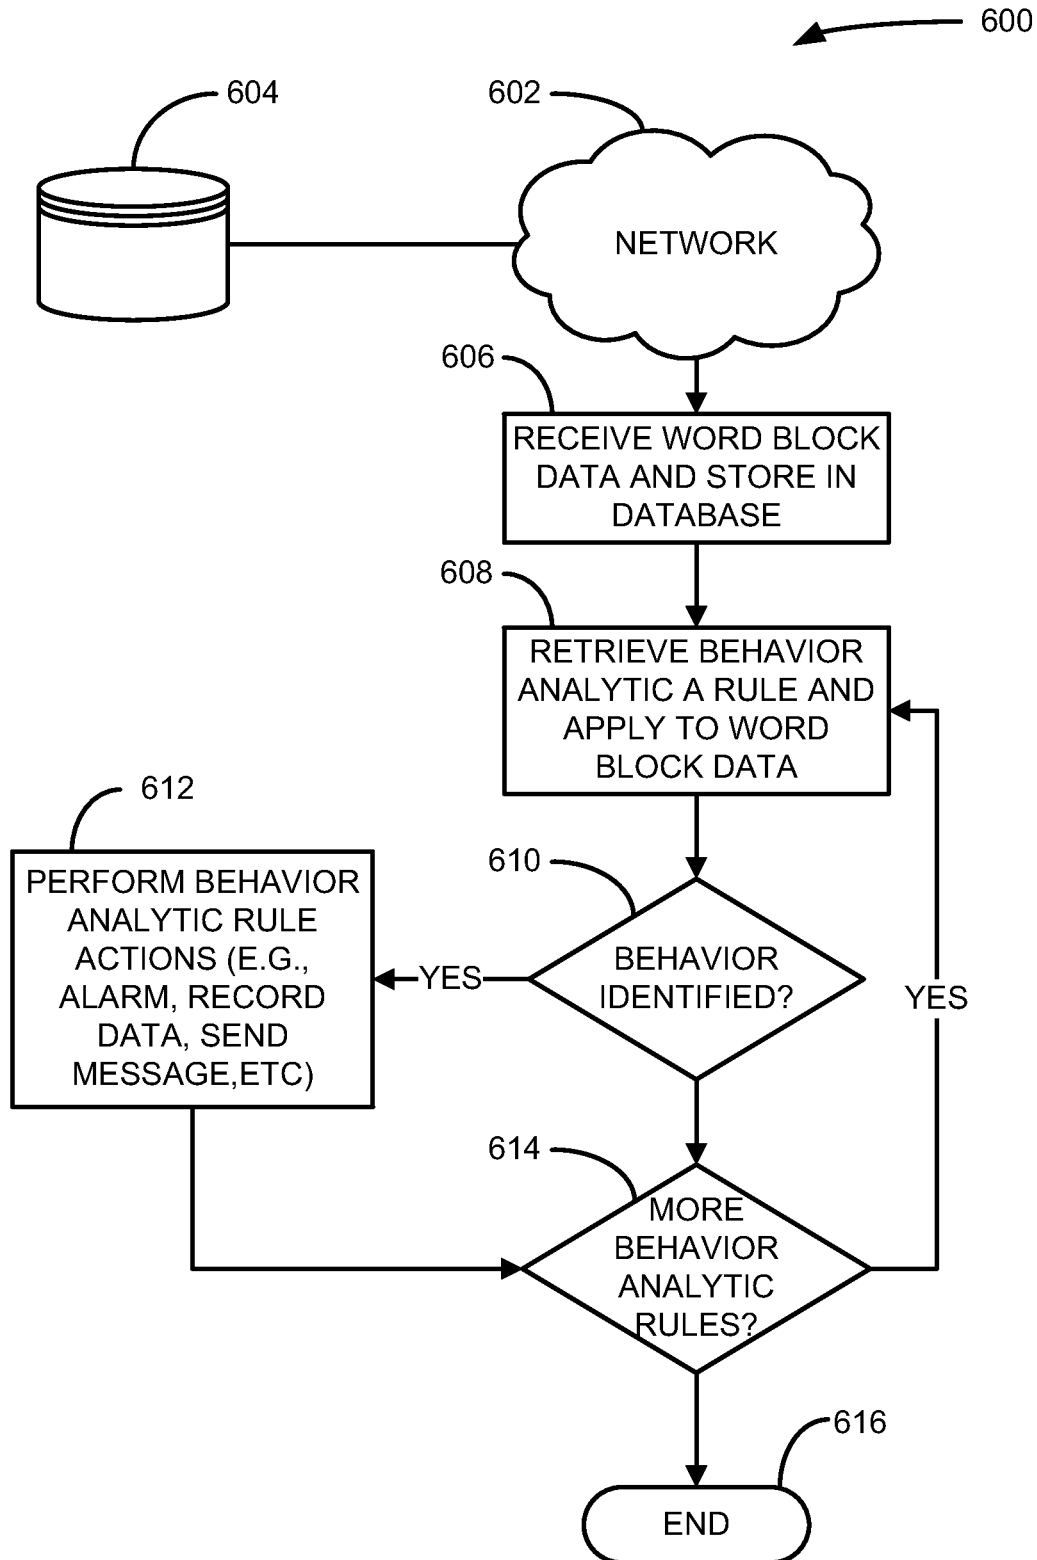 600
604
602
NETWORK
606
RECEIVE WORD BLOCK
DATA AND STORE IN
DATABASE
608
RETRIEVE BEHAVIOR
ANALYTIC A RULE AND
APPLY TO WORD
BLOCK DATA
612
PERFORM BEHAVIOR
ANALYTIC RULE
ACTIONS (E.G.,
ALARM, RECORD
DATA, SEND
MESSAGE,ETC)
610
BEHAVIOR
IDENTIFIED?
YES
YES
614
MORE
BEHAVIOR
ANALYTIC
RULES?
616
END